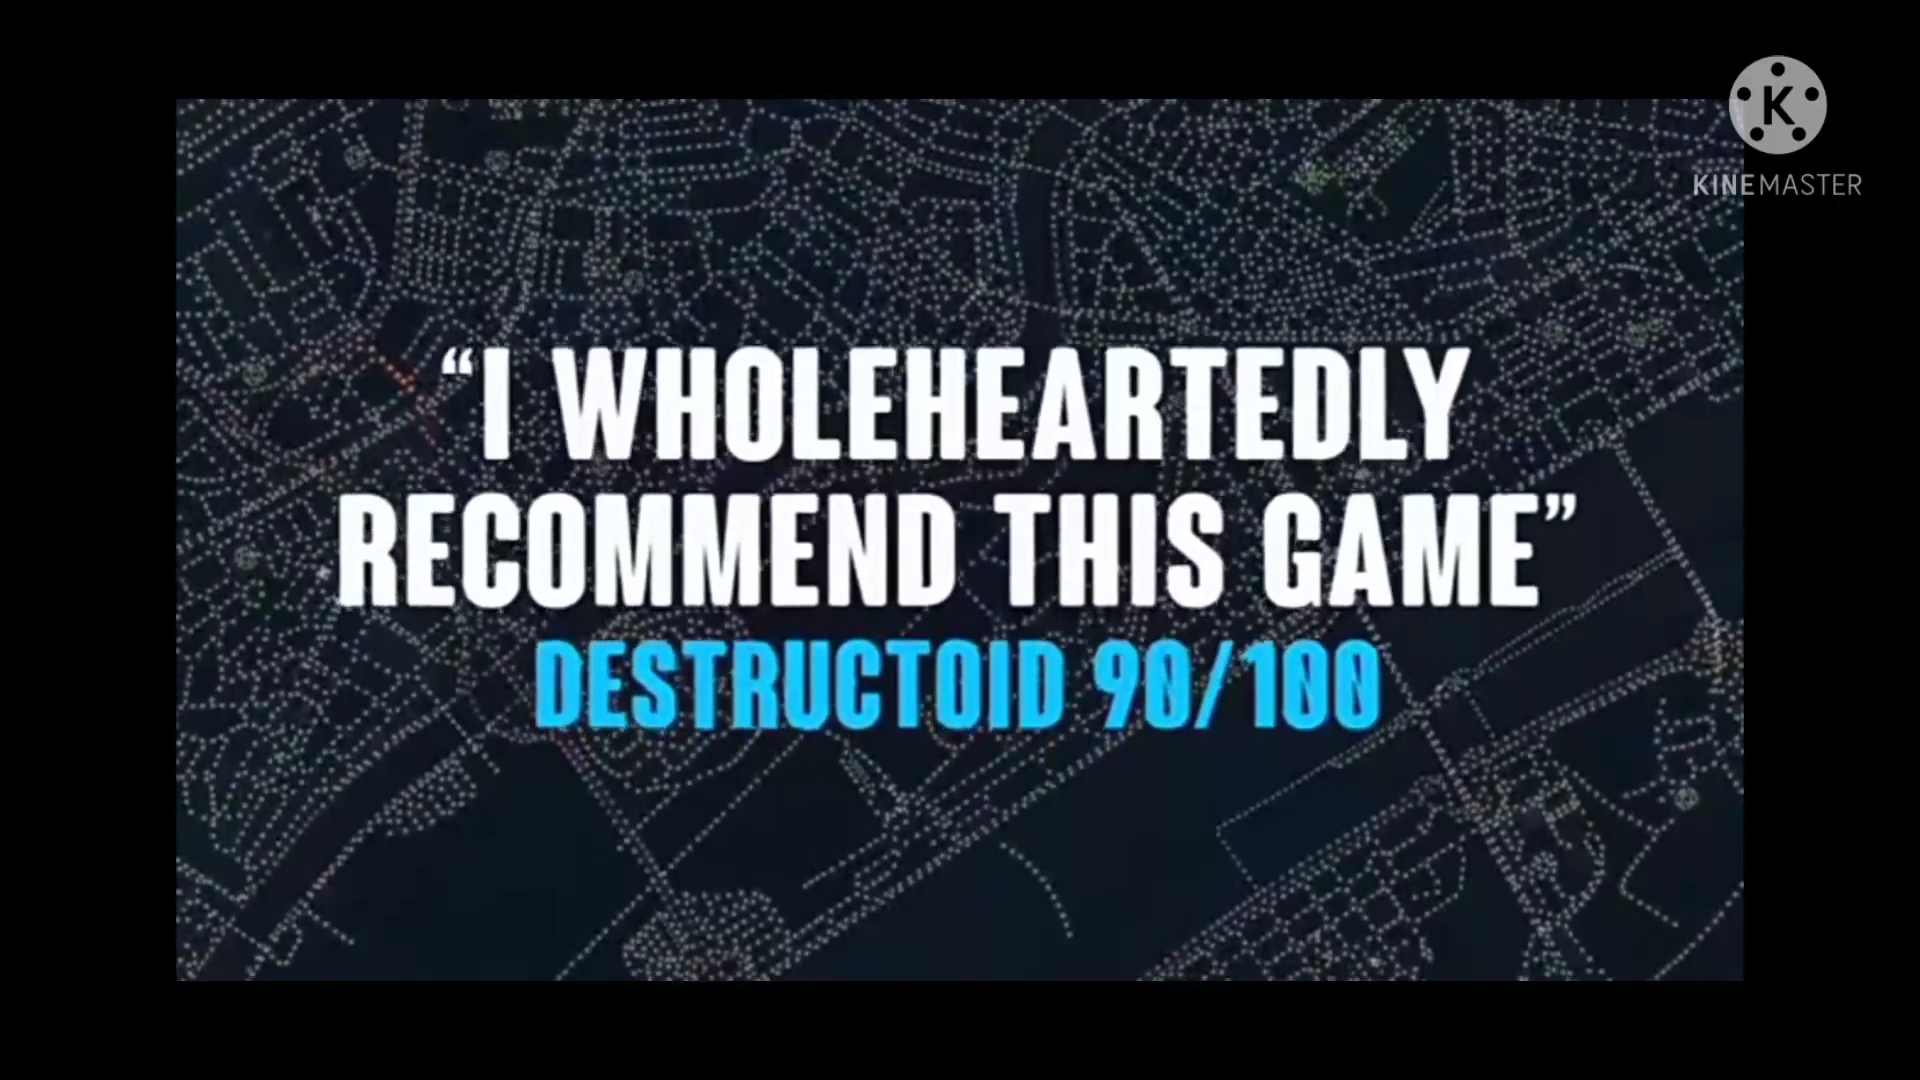 K
KINEMASTER
“I WHOLEHEARTEDLY
RECOMMEND THIS GAME”
DESTRUCTOID 90/100